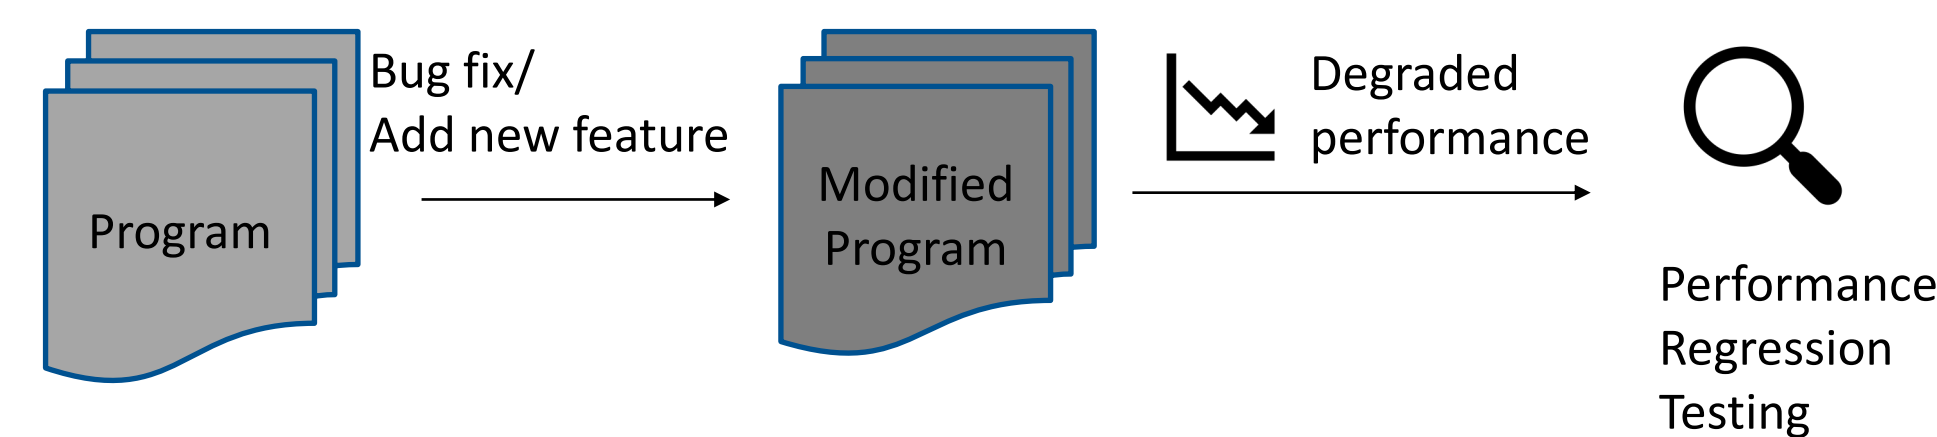 Program
Bug fix/
Add new feature
Modified
Program
Degraded
performance
Performance
Regression
Testing